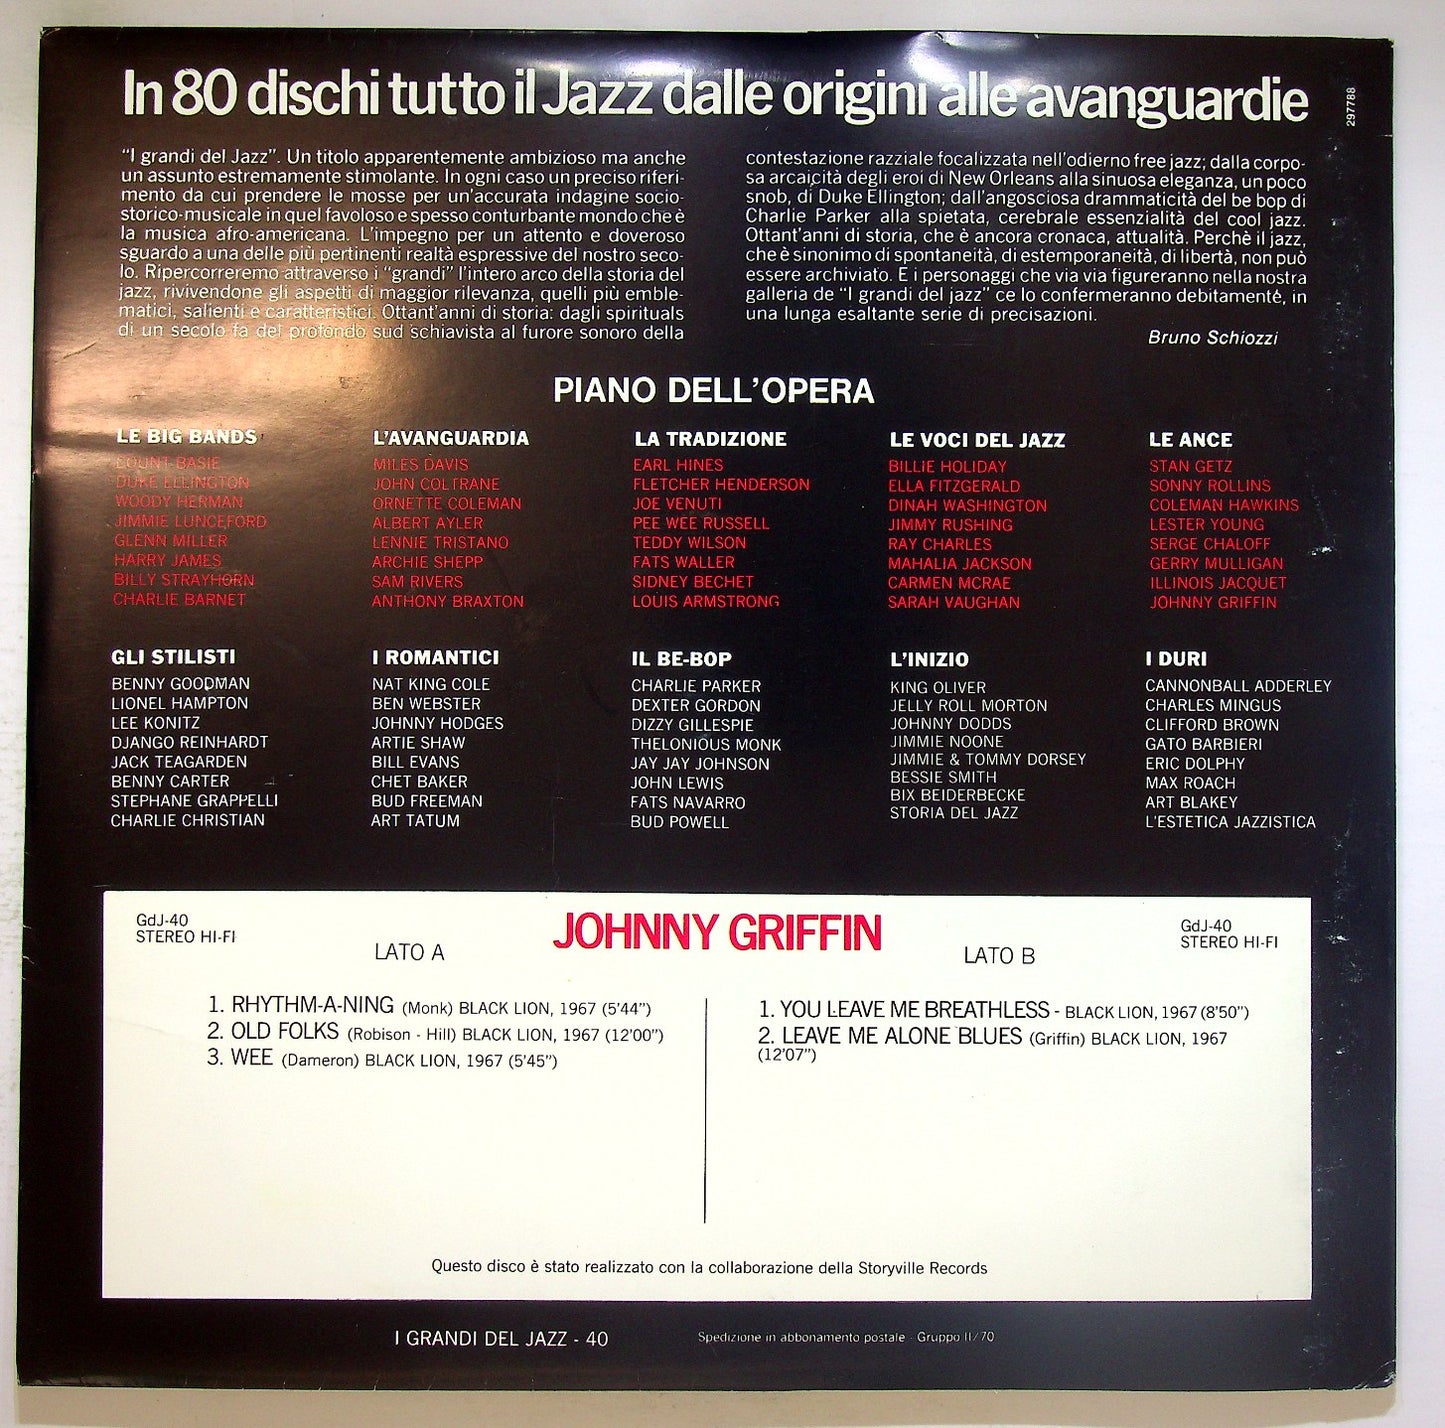 In 80 dischi tutto il Jazz dalle origini alle avanguardie
297788
“I grandi del Jazz”. Un titolo apparentemente ambizioso ma anche
un assunto estremamente stimolante. In ogni caso un preciso riferi-
mento da cui prendere le mosse per un’accurata indagine socio-
storico-musicale in quel favoloso e spesso conturbante mondo che è
la musica afro-americana. L’impegno per un attento e doveroso
sguardo a una delle più pertinenti realtà espressive del nostro seco-
lo. Ripercorreremo attraverso i “grandi” l’intero arco della storia del
jazz, rivivendone gli aspetti di maggior rilevanza, quelli più emble-
matici, salienti e caratteristici. Ottant’anni di storia: dagli spirituals
di un secolo fa del profondo sud schiavista al furore sonoro della
contestazione razziale focalizzata nell’odierno free jazz; dalla corpo-
sa arcaicità degli eroi di New Orleans alla sinuosa eleganza, un poco
snob, di Duke Ellington; dall’angosciosa drammaticità del be bop di
Charlie Parker alla spietata, cerebrale essenzialità del cool jazz.
Ottant’anni di storia, che è ancora cronaca, attualità. Perchè il jazz,
che è sinonimo di spontaneità, di estemporaneità, di libertà, non può
essere archiviato. E i personaggi che via via figureranno nella nostra
galleria de “I grandi del jazz” ce lo confermeranno debitamente, in
una lunga esaltante serie di precisazioni.
Bruno Schiozzi
PIANO DELL’OPERA
LE BIG BANDS
COUNT BASIE
DUKE ELLINGTON
WOODY HERMAN
JIMMIE LUNCEFORD
GLENN MILLER
HARRY JAMES
BILLY STRAYHORN
CHARLIE BARNET
L’AVANGUARDIA
MILES DAVIS
JOHN COLTRANE
ORNETTE COLEMAN
ALBERT AYLER
LENNIE TRISTANO
ARCHIE SHEPP
SAM RIVERS
ANTHONY BRAXTON
LA TRADIZIONE
EARL HINES
FLETCHER HENDERSON
JOE VENUTI
PEE WEE RUSSELL
TEDDY WILSON
FATS WALLER
SIDNEY BECHET
LOUIS ARMSTRONG
LE VOCI DEL JAZZ
BILLIE HOLIDAY
ELLA FITZGERALD
DINAH WASHINGTON
JIMMY RUSHING
RAY CHARLES
MAHALIA JACKSON
CARMEN MCRAE
SARAH VAUGHAN
LE ANCE
STAN GETZ
SONNY ROLLINS
COLEMAN HAWKINS
LESTER YOUNG
SERGE CHALOFF
GERRY MULLIGAN
ILLINOIS JACQUET
JOHNNY GRIFFIN
GLI STILISTI
BENNY GOODMAN
LIONEL HAMPTON
LEE KONITZ
DJANGO REINHARDT
JACK TEAGARDEN
BENNY CARTER
STEPHANE GRAPPELLI
CHARLIE CHRISTIAN
I ROMANTICI
NAT KING COLE
BEN WEBSTER
JOHNNY HODGES
ARTIE SHAW
BILL EVANS
CHET BAKER
BUD FREEMAN
ART TATUM
IL BE-BOP
CHARLIE PARKER
DEXTER GORDON
DIZZY GILLESPIE
THELONIOUS MONK
JAY JAY JOHNSON
JOHN LEWIS
FATS NAVARRO
BUD POWELL
L’INIZIO
KING OLIVER
JELLY ROLL MORTON
JOHNNY DODDS
JIMMIE NOONE
JIMMIE & TOMMY DORSEY
BESSIE SMITH
BIX BEIDERBECKE
STORIA DEL JAZZ
I DURI
CANNONBALL ADDERLEY
CHARLES MINGUS
CLIFFORD BROWN
GATO BARBIERI
ERIC DOLPHY
MAX ROACH
ART BLAKEY
L’ESTETICA JAZZISTICA
GdJ-40
STEREO HI-FI
JOHNNY GRIFFIN
GdJ-40
STEREO HI-FI
LATO A
1. RHYTHM-A-NING (Monk) BLACK LION, 1967 (5’44”)
2. OLD FOLKS (Robison - Hill) BLACK LION, 1967 (12’00”)
3. WEE (Dameron) BLACK LION, 1967 (5’45”)
LATO B
1. YOU LEAVE ME BREATHLESS - BLACK LION, 1967 (8’50”)
2. LEAVE ME ALONE BLUES (Griffin) BLACK LION, 1967
(12’07”)
Questo disco è stato realizzato con la collaborazione della Storyville Records
I GRANDI DEL JAZZ - 40
Spedizione in abbonamento postale - Gruppo II/70